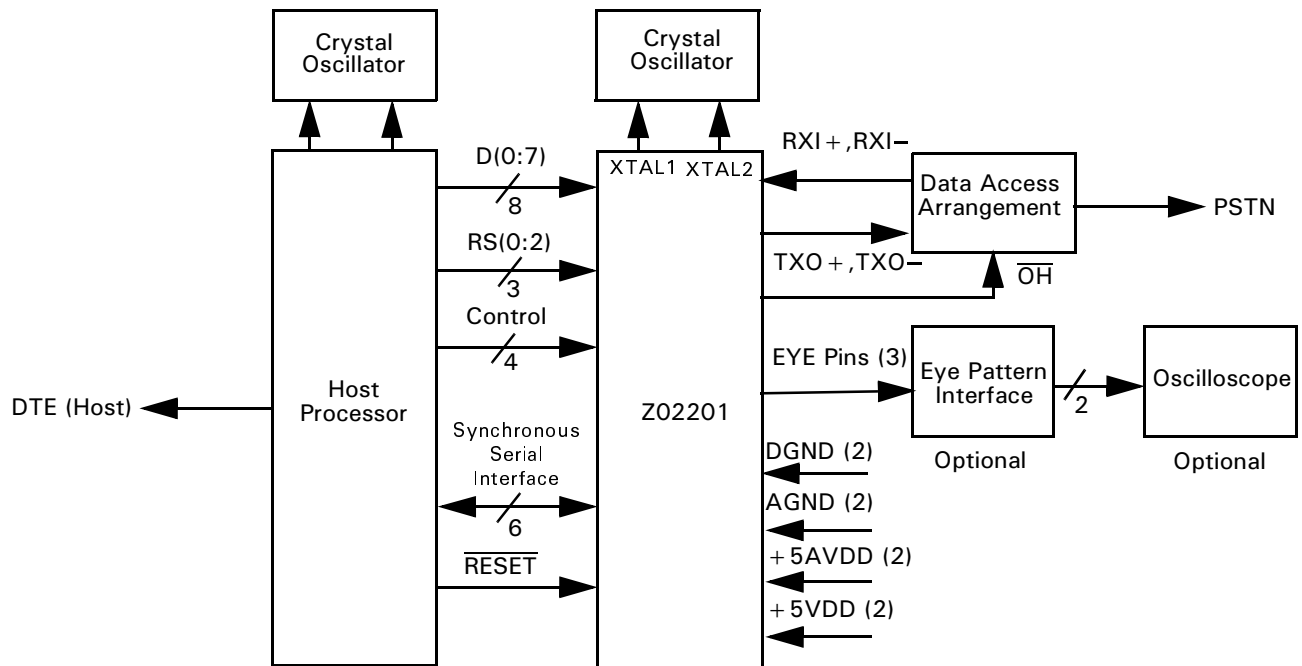 Crystal
Oscillator
Crystal
Oscillator
D(0:7)
8
RS(0:2)
3
Control
4
DTE (Host)
Host
Processor
Synchronous
Serial
Interface
6
RESET
XTAL1 XTAL2
Z02201
RXI+,RXI−
TXO+,TXO−
OH
Data Access
Arrangement
PSTN
EYE Pins (3)
Eye Pattern
Interface
Optional
2
Oscilloscope
Optional
DGND (2)
AGND (2)
+5AVDD (2)
+5VDD (2)